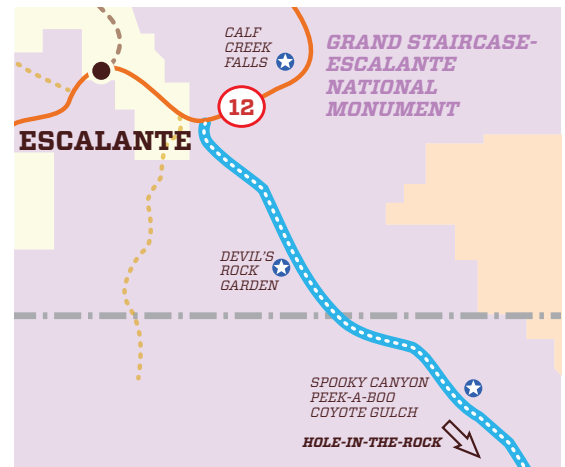 CALF
CREEK
FALLS
GRAND STAIRCASE-
ESCALANTE
NATIONAL
MONUMENT
12
ESCALANTE
DEVIL'S
ROCK
GARDEN
SPOOKY CANYON
PEEK-A-BOO
COYOTE GULCH
HOLE-IN-THE-ROCK